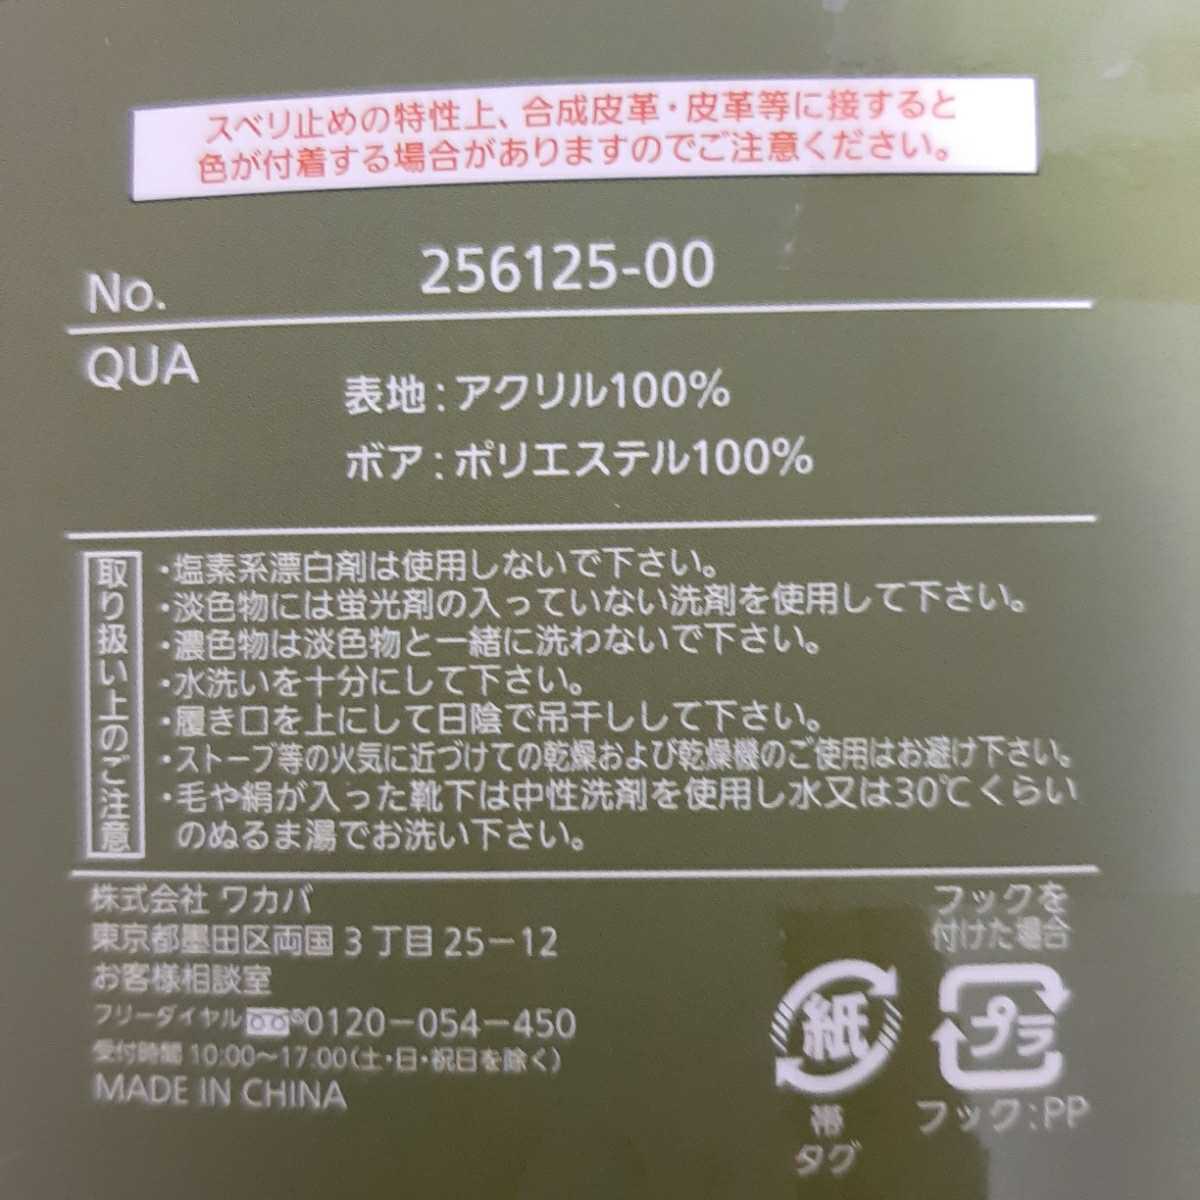 スベリ止めの特性上、合成皮革・皮革等に接すると
色が付着する場合がありますのでご注意ください。
No. 256125-00
QUA
表地:アクリル100%
ボア:ポリエステル100%
取り扱い上のご注意
・塩素系漂白剤は使用しないで下さい。
・淡色物には蛍光剤の入っていない洗剤を使用して下さい。
・濃色物は淡色物と一緒に洗わないで下さい。
・水洗いを十分にして下さい。
・履き口を上にして日陰で吊干しして下さい。
・ストーブ等の火気に近づけての乾燥および乾燥機のご使用はお避け下さい。
・毛や絹が入った靴下は中性洗剤を使用し水又は30℃くらい
のぬるま湯でお洗い下さい。
株式会社 ワカバ
東京都墨田区両国3丁目25-12
お客様相談室
フリーダイヤル 0120-054-450
受付時間 10:00~17:00(土・日・祝日を除く)
MADE IN CHINA
紙
帯
タグ
フックを
付けた場合
プラ
フック:PP